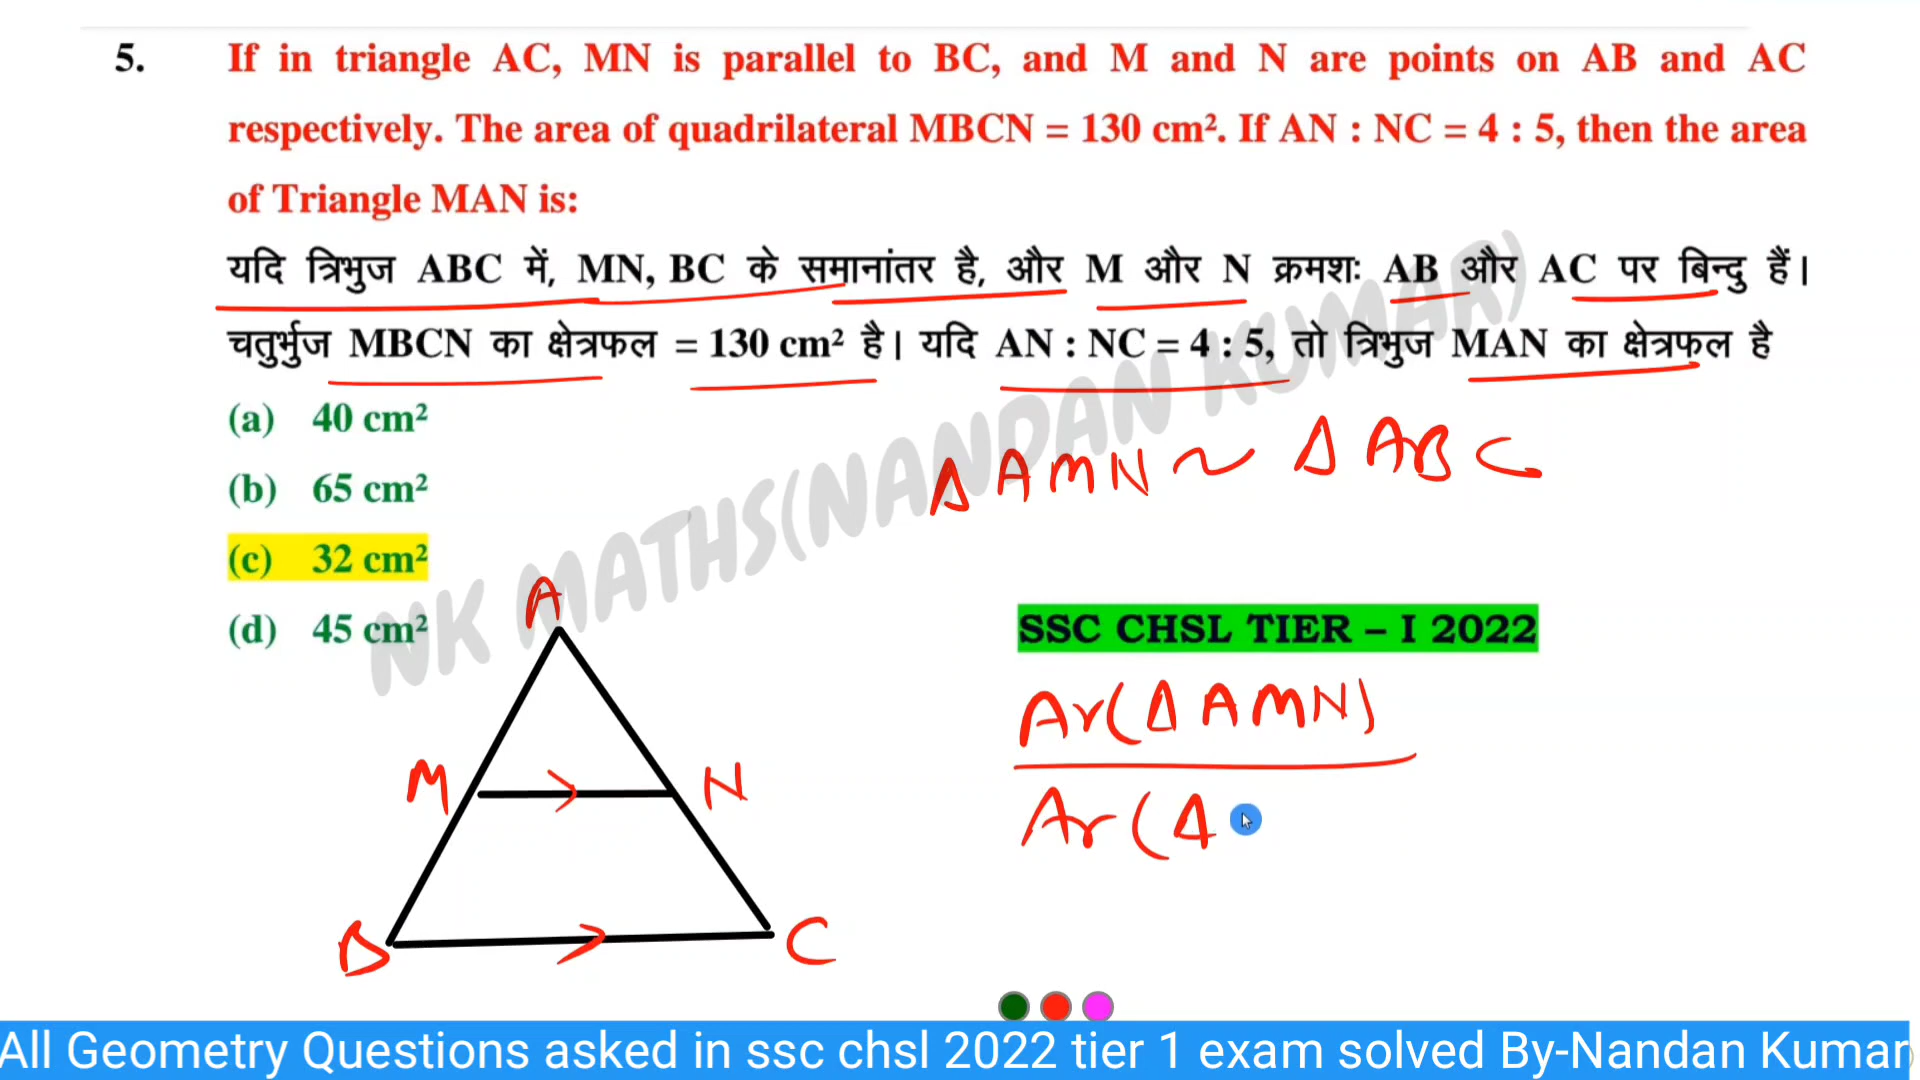 5. If in triangle AC, MN is parallel to BC, and M and N are points on AB and AC
respectively. The area of quadrilateral MBCN = 130 cm². If AN : NC = 4 : 5, then the area
of Triangle MAN is:
यदि त्रिभुज ABC में, MN, BC के समानांतर है, और M और N क्रमशः AB और AC पर बिन्दु हैं।
चतुर्भुज MBCN का क्षेत्रफल = 130 cm² है। यदि AN : NC = 4 : 5, तो त्रिभुज MAN का क्षेत्रफल है
(a) 40 cm²
(b) 65 cm²
(c) 32 cm²
(d) 45 cm²
NK MATHS(NANDAN KUMAR)
Δ AMN ~ Δ ABC
SSC CHSL TIER – I 2022
Ar(Δ AMN)
Ar(Δ
A
M
N
B
C
All Geometry Questions asked in ssc chsl 2022 tier 1 exam solved By-Nandan Kumar